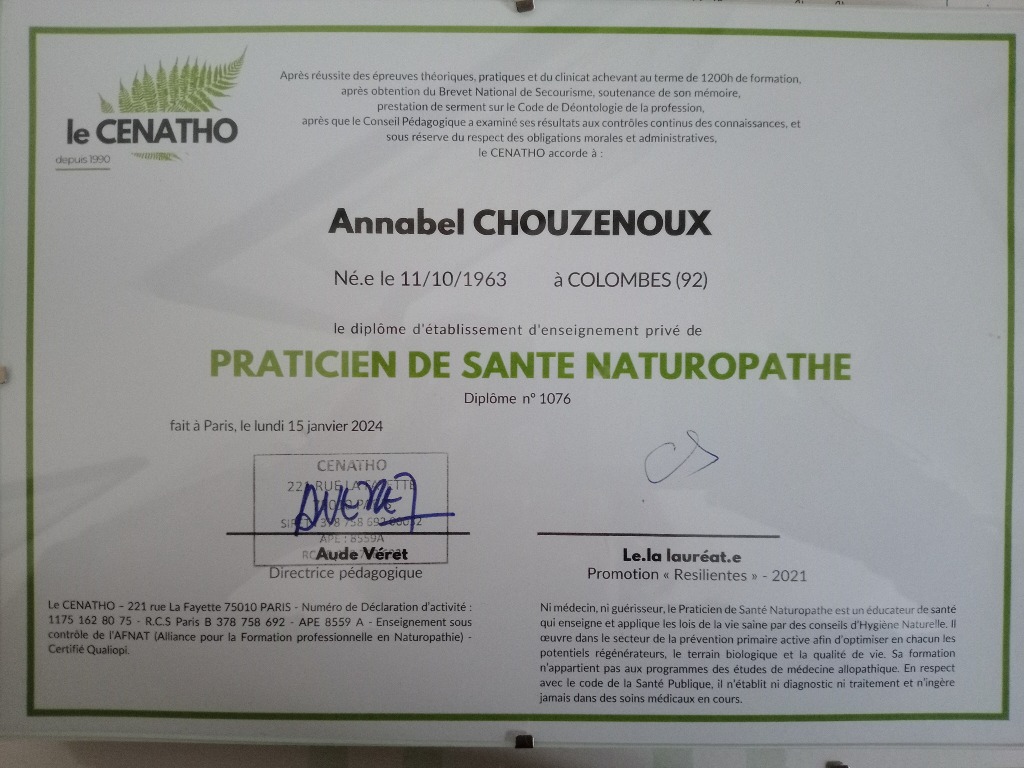 le CENATHO
depuis 1990
Après réussite des épreuves théoriques, pratiques et du clinicat achevant au terme de 1200h de formation,
après obtention du Brevet National de Secourisme, soutenance de son mémoire,
prestation de serment sur le Code de Déontologie de la profession,
après que le Conseil Pédagogique a examiné ses résultats aux contrôles continus des connaissances, et
sous réserve du respect des obligations morales et administratives,
le CENATHO accorde à :
Annabel CHOUZENOUX
Né.e le 11/10/1963 à COLOMBES (92)
le diplôme d'établissement d'enseignement privé de
PRATICIEN DE SANTE NATUROPATHE
Diplôme n° 1076
fait à Paris, le lundi 15 janvier 2024
CENATHO
221 RUE LA FAYETTE
75010 PARIS
378 758 692
APE : 8559A
Aude Véret
Directrice pédagogique
Le.la lauréat.e
Promotion « Resilientes » - 2021
Le CENATHO – 221 rue La Fayette 75010 PARIS - Numéro de Déclaration d'activité :
1175 162 80 75 - R.C.S Paris B 378 758 692 - APE 8559 A - Enseignement sous
contrôle de l'AFNAT (Alliance pour la Formation professionnelle en Naturopathie) -
Certifié Qualiopi.
Ni médecin, ni guérisseur, le Praticien de Santé Naturopathe est un éducateur de santé
qui enseigne et applique les lois de la vie saine par des conseils d'Hygiène Naturelle. Il
œuvre dans le secteur de la prévention primaire active afin d'optimiser en chacun les
potentiels régénérateurs, le terrain biologique et la qualité de vie. Sa formation
n'appartient pas aux programmes des études de médecine allopathique. En respect
avec le code de la Santé Publique, il n'établit ni diagnostic ni traitement et n'ingère
jamais dans des soins médicaux en cours.